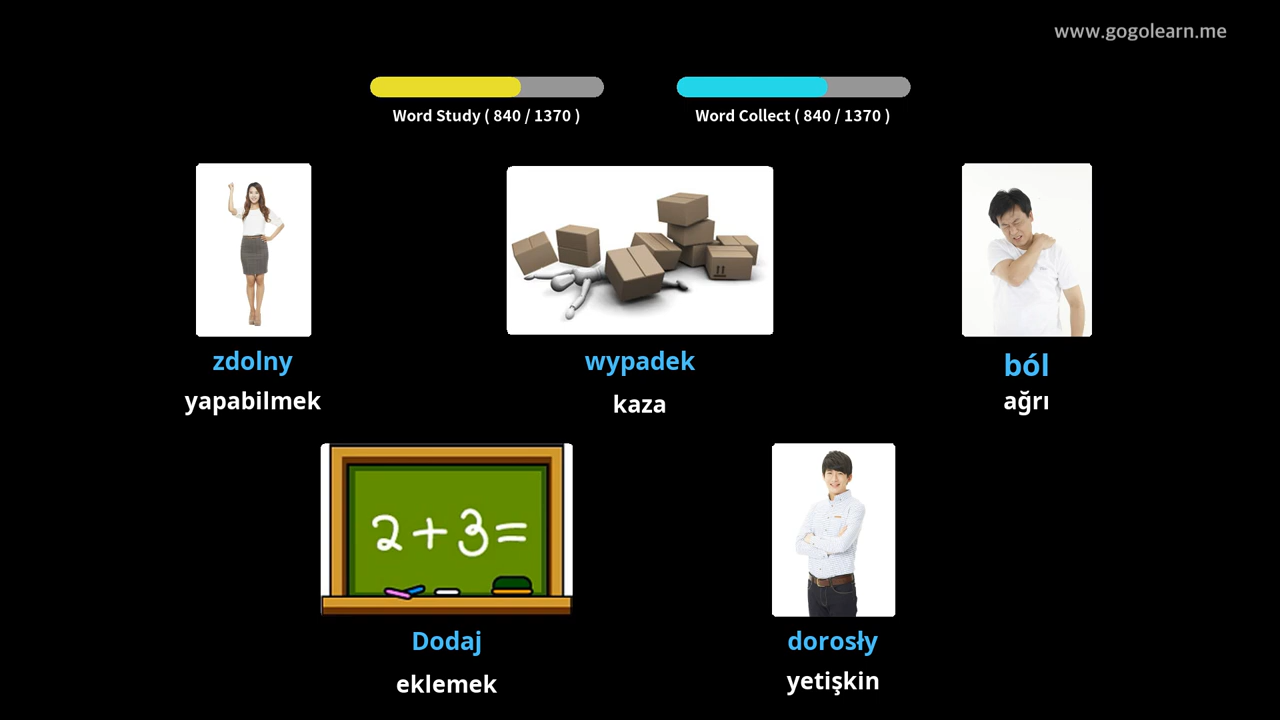 www.gogolearn.me
Word Study ( 840 / 1370 )
Word Collect ( 840 / 1370 )
zdolny
yapabilmek
wypadek
kaza
ból
ağrı
2+3=
Dodaj
eklemek
dorosły
yetişkin